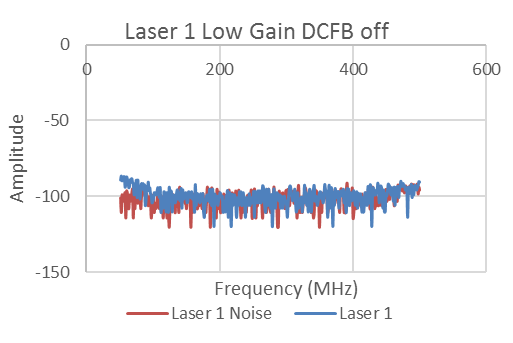 Laser 1 Low Gain DCFB off
0
0 200 400 600
-50
-100
-150
Amplitude
Frequency (MHz)
Laser 1 Noise Laser 1